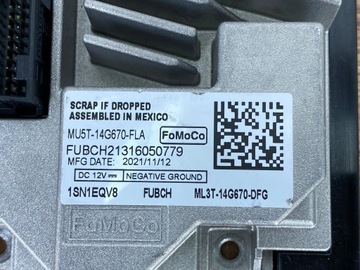 SCRAP IF DROPPED
ASSEMBLED IN MEXICO
MU5T-14G670-FLA FoMoCo
FUBCH21316050779
MFG DATE: 2021/11/12
DC 12V NEGATIVE GROUND
1SN1EQV8 FUBCH ML3T-14G670-DFG
FoMoCo